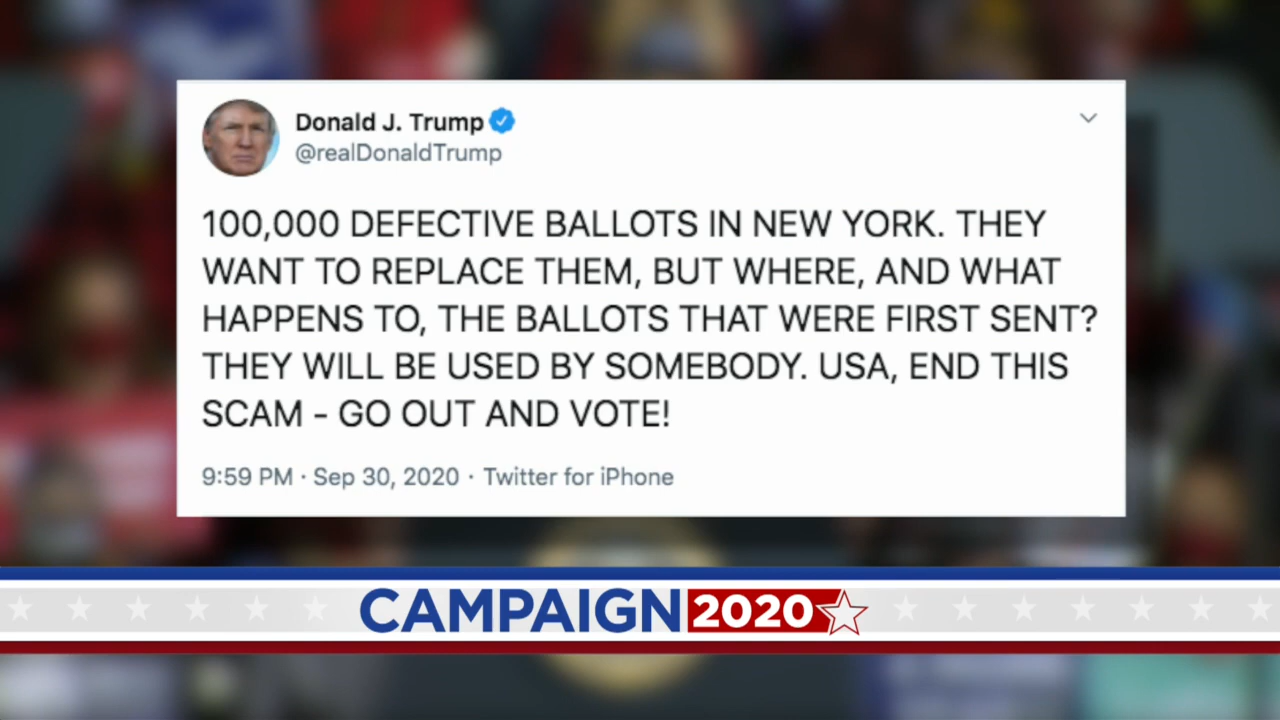 Donald J. Trump
@realDonaldTrump
100,000 DEFECTIVE BALLOTS IN NEW YORK. THEY
WANT TO REPLACE THEM, BUT WHERE, AND WHAT
HAPPENS TO, THE BALLOTS THAT WERE FIRST SENT?
THEY WILL BE USED BY SOMEBODY. USA, END THIS
SCAM - GO OUT AND VOTE!
9:59 PM · Sep 30, 2020 · Twitter for iPhone
CAMPAIGN 2020